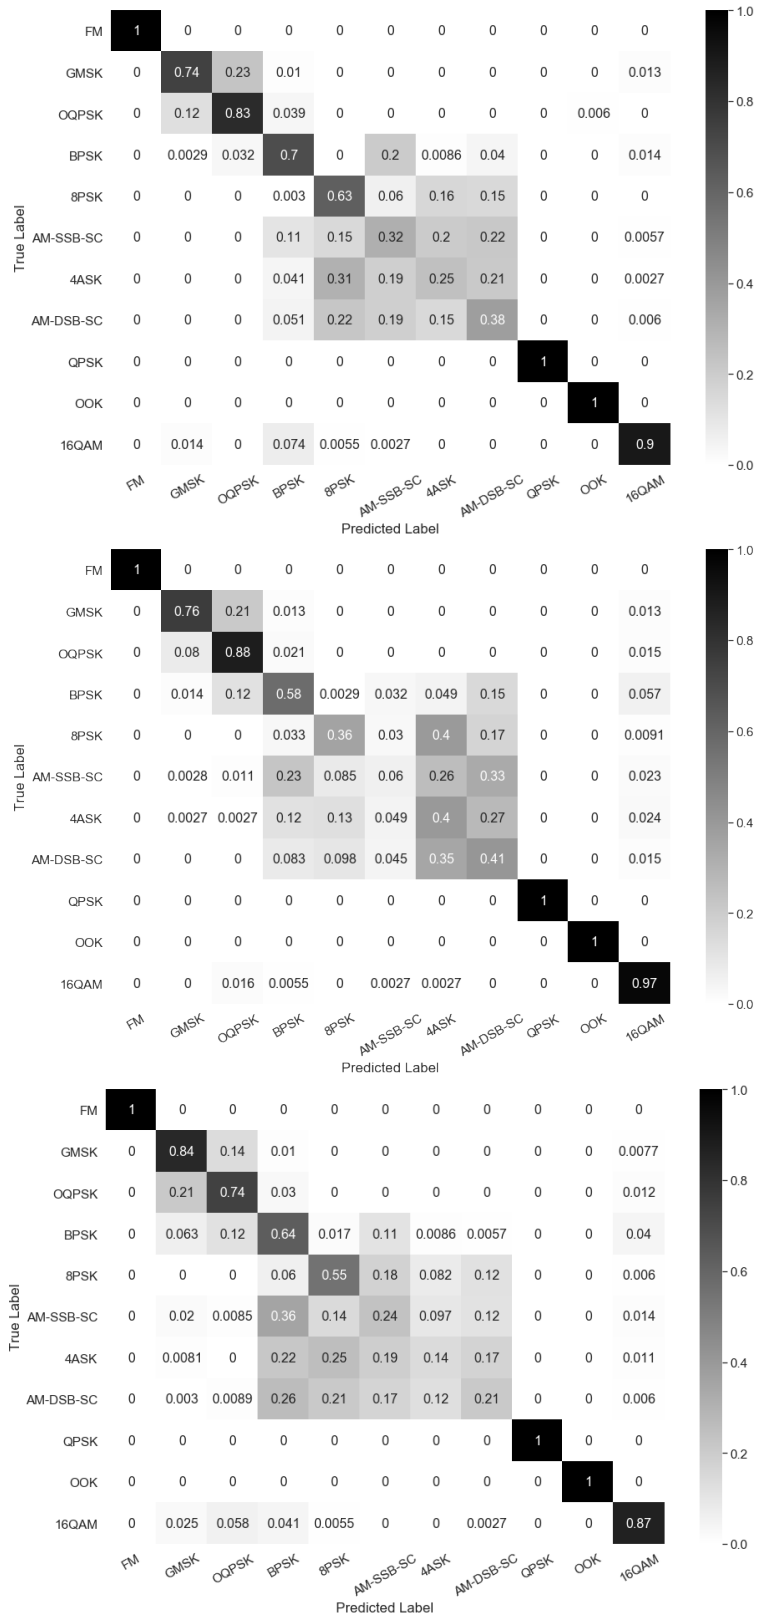 FM 1 0 0 0 0 0 0 0 0 0 0 1.0
GMSK 0 0.74 0.23 0.01 0 0 0 0 0 0 0.013
OQPSK 0 0.12 0.83 0.039 0 0 0 0 0 0.006 0 0.8
BPSK 0 0.0029 0.032 0.7 0 0.2 0.0086 0.04 0 0 0.014
8PSK 0 0 0 0.003 0.63 0.06 0.16 0.15 0 0 0 0.6
True Label
AM-SSB-SC 0 0 0 0.11 0.15 0.32 0.2 0.22 0 0 0.0057
4ASK 0 0 0 0.041 0.31 0.19 0.25 0.21 0 0 0.0027 0.4
AM-DSB-SC 0 0 0 0.051 0.22 0.19 0.15 0.38 0 0 0.006
QPSK 0 0 0 0 0 0 0 0 1 0 0 0.2
OOK 0 0 0 0 0 0 0 0 0 1 0
16QAM 0 0.014 0 0.074 0.0055 0.0027 0 0 0 0 0.9 0.0
FM GMSK OQPSK BPSK 8PSK AM-SSB-SC 4ASK AM-DSB-SC QPSK OOK 16QAM
Predicted Label
FM 1 0 0 0 0 0 0 0 0 0 0 1.0
GMSK 0 0.76 0.21 0.013 0 0 0 0 0 0 0.013
OQPSK 0 0.08 0.88 0.021 0 0 0 0 0 0 0.015 0.8
BPSK 0 0.014 0.12 0.58 0.0029 0.032 0.049 0.15 0 0 0.057
8PSK 0 0 0 0.033 0.36 0.03 0.4 0.17 0 0 0.0091 0.6
True Label
AM-SSB-SC 0 0.0028 0.011 0.23 0.085 0.06 0.26 0.33 0 0 0.023
4ASK 0 0.0027 0.0027 0.12 0.13 0.049 0.4 0.27 0 0 0.024 0.4
AM-DSB-SC 0 0 0 0.083 0.098 0.045 0.35 0.41 0 0 0.015
QPSK 0 0 0 0 0 0 0 0 1 0 0 0.2
OOK 0 0 0 0 0 0 0 0 0 1 0
16QAM 0 0 0.016 0.0055 0 0.0027 0.0027 0 0 0 0.97 0.0
FM GMSK OQPSK BPSK 8PSK AM-SSB-SC 4ASK AM-DSB-SC QPSK OOK 16QAM
Predicted Label
FM 1 0 0 0 0 0 0 0 0 0 0 1.0
GMSK 0 0.84 0.14 0.01 0 0 0 0 0 0 0.0077
OQPSK 0 0.21 0.74 0.03 0 0 0 0 0 0 0.012 0.8
BPSK 0 0.063 0.12 0.64 0.017 0.11 0.0086 0.0057 0 0 0.04
8PSK 0 0 0 0.06 0.55 0.18 0.082 0.12 0 0 0.006 0.6
True Label
AM-SSB-SC 0 0.02 0.0085 0.36 0.14 0.24 0.097 0.12 0 0 0.014
4ASK 0 0.0081 0 0.22 0.25 0.19 0.14 0.17 0 0 0.011 0.4
AM-DSB-SC 0 0.003 0.0089 0.26 0.21 0.17 0.12 0.21 0 0 0.006
QPSK 0 0 0 0 0 0 0 0 1 0 0 0.2
OOK 0 0 0 0 0 0 0 0 0 1 0
16QAM 0 0.025 0.058 0.041 0.0055 0 0 0.0027 0 0 0.87 0.0
FM GMSK OQPSK BPSK 8PSK AM-SSB-SC 4ASK AM-DSB-SC QPSK OOK 16QAM
Predicted Label